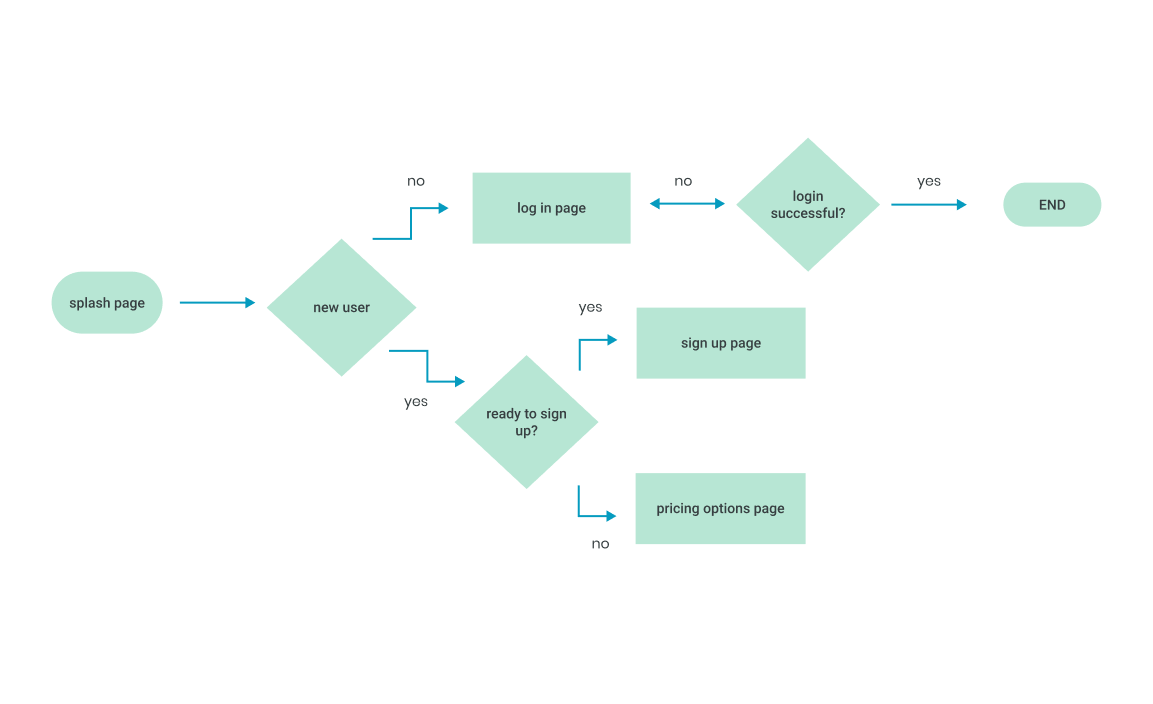 no
log in page
no
login
successful?
yes
END
splash page
new user
yes
sign up page
yes
ready to sign
up?
pricing options page
no